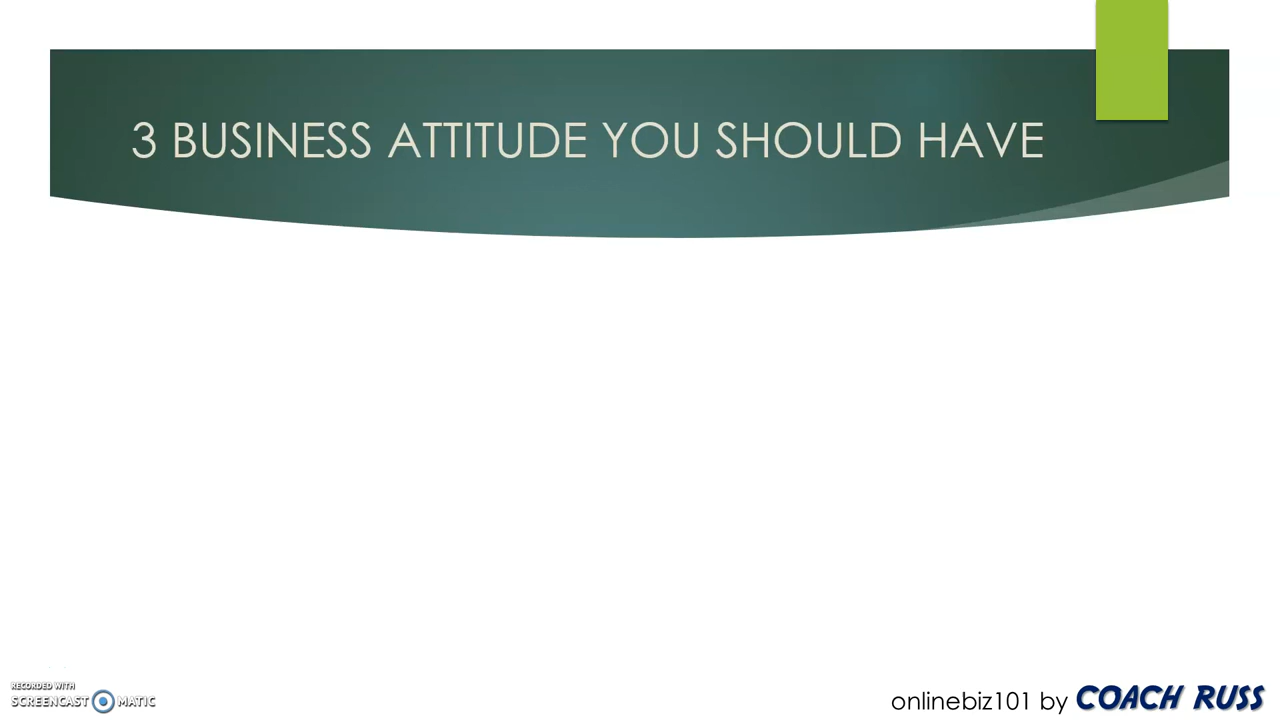 3 BUSINESS ATTITUDE YOU SHOULD HAVE
RECORDED WITH
SCREENCAST MATIC
onlinebiz101 by COACH RUSS